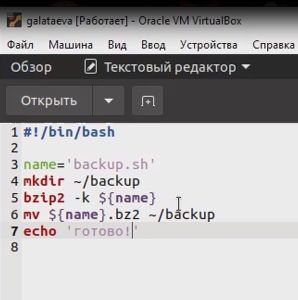 galataeva [Работает] - Oracle VM VirtualBox
Файл Машина Вид Ввод Устройства Справка
Обзор Текстовый редактор
Открыть
1 #!/bin/bash
2
3 name='backup.sh'
4 mkdir ~/backup
5 bzip2 -k ${name}
6 mv ${name}.bz2 ~/backup
7 echo 'готово!'
8